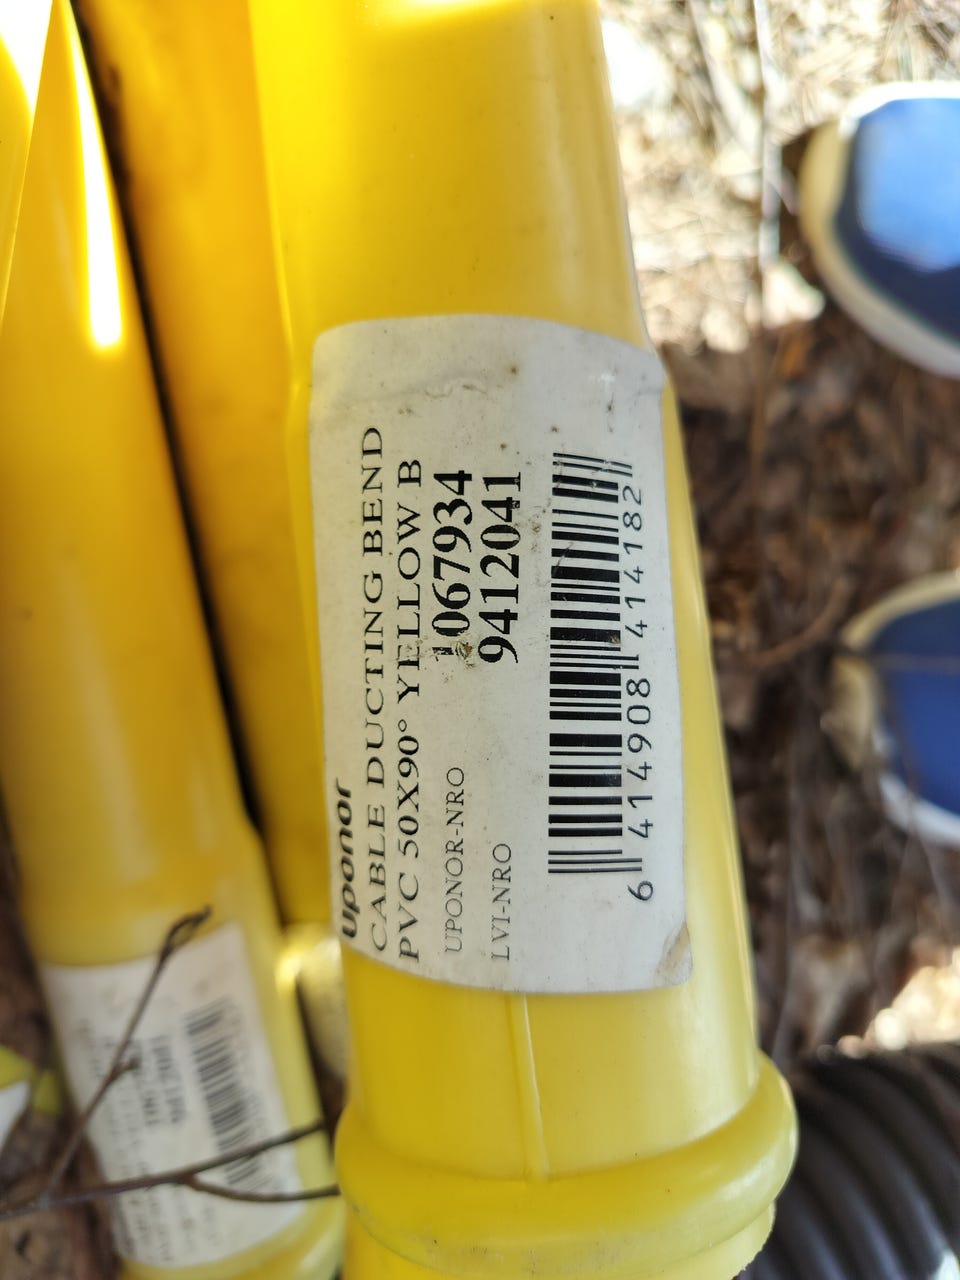 uponor
CABLE DUCTING BEND
PVC 50X90° YELLOW B
UPONOR-NRO 1067934
LVI-NRO 9412041
6 414908 414182